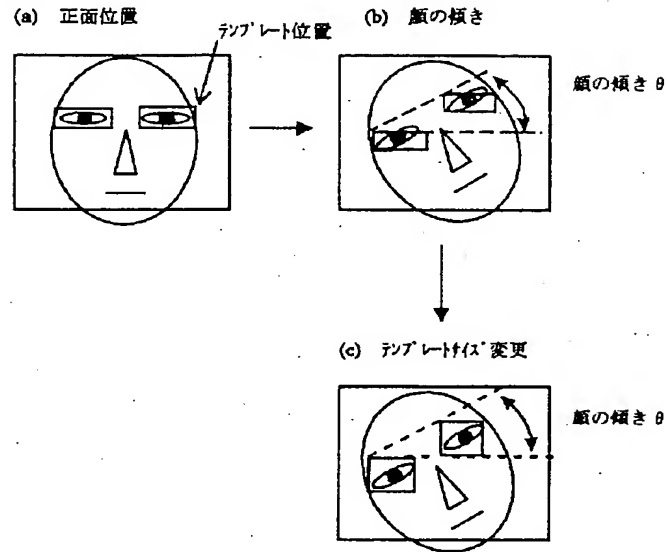 (a) 正面位置
テンプレート位置
(b) 顔の傾き
顔の傾き θ
(c) テンプレートサイズ変更
顔の傾き θ